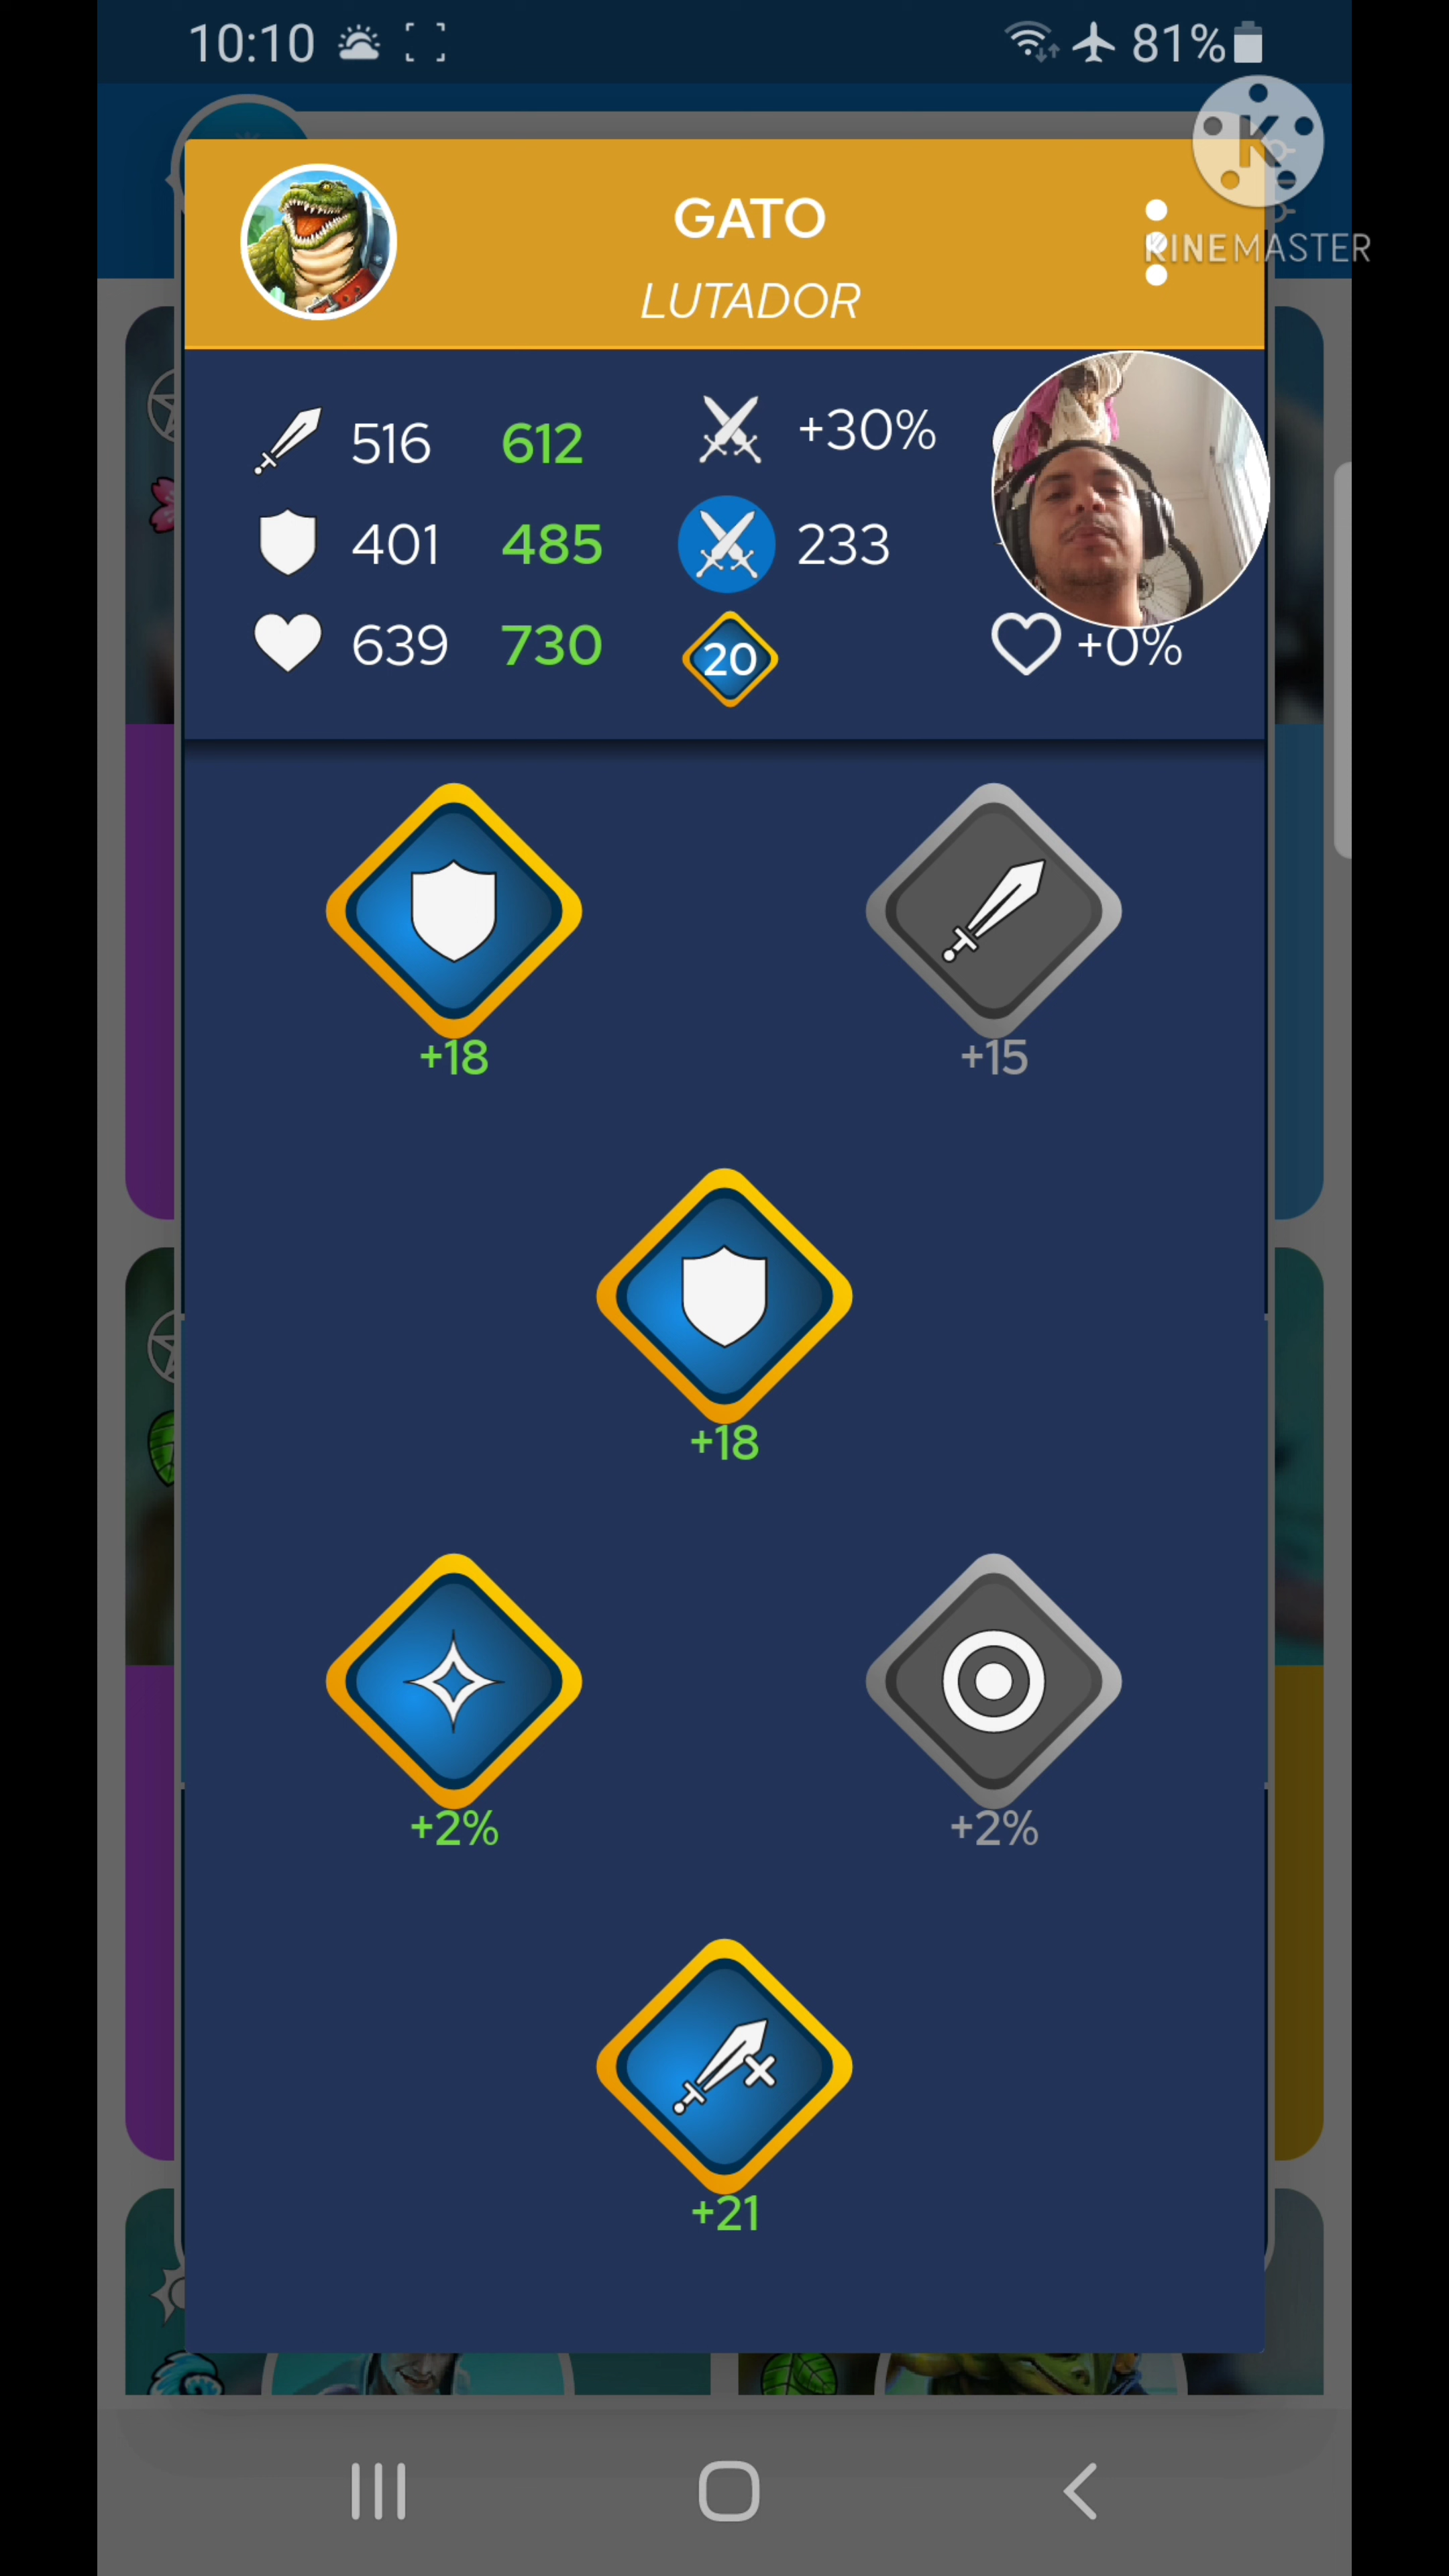 10:10 81%
K
KINEMASTER
GATO
LUTADOR
516 612 +30%
401 485 233
639 730 20 +0%
+18 +15
+18
+2% +2%
+21